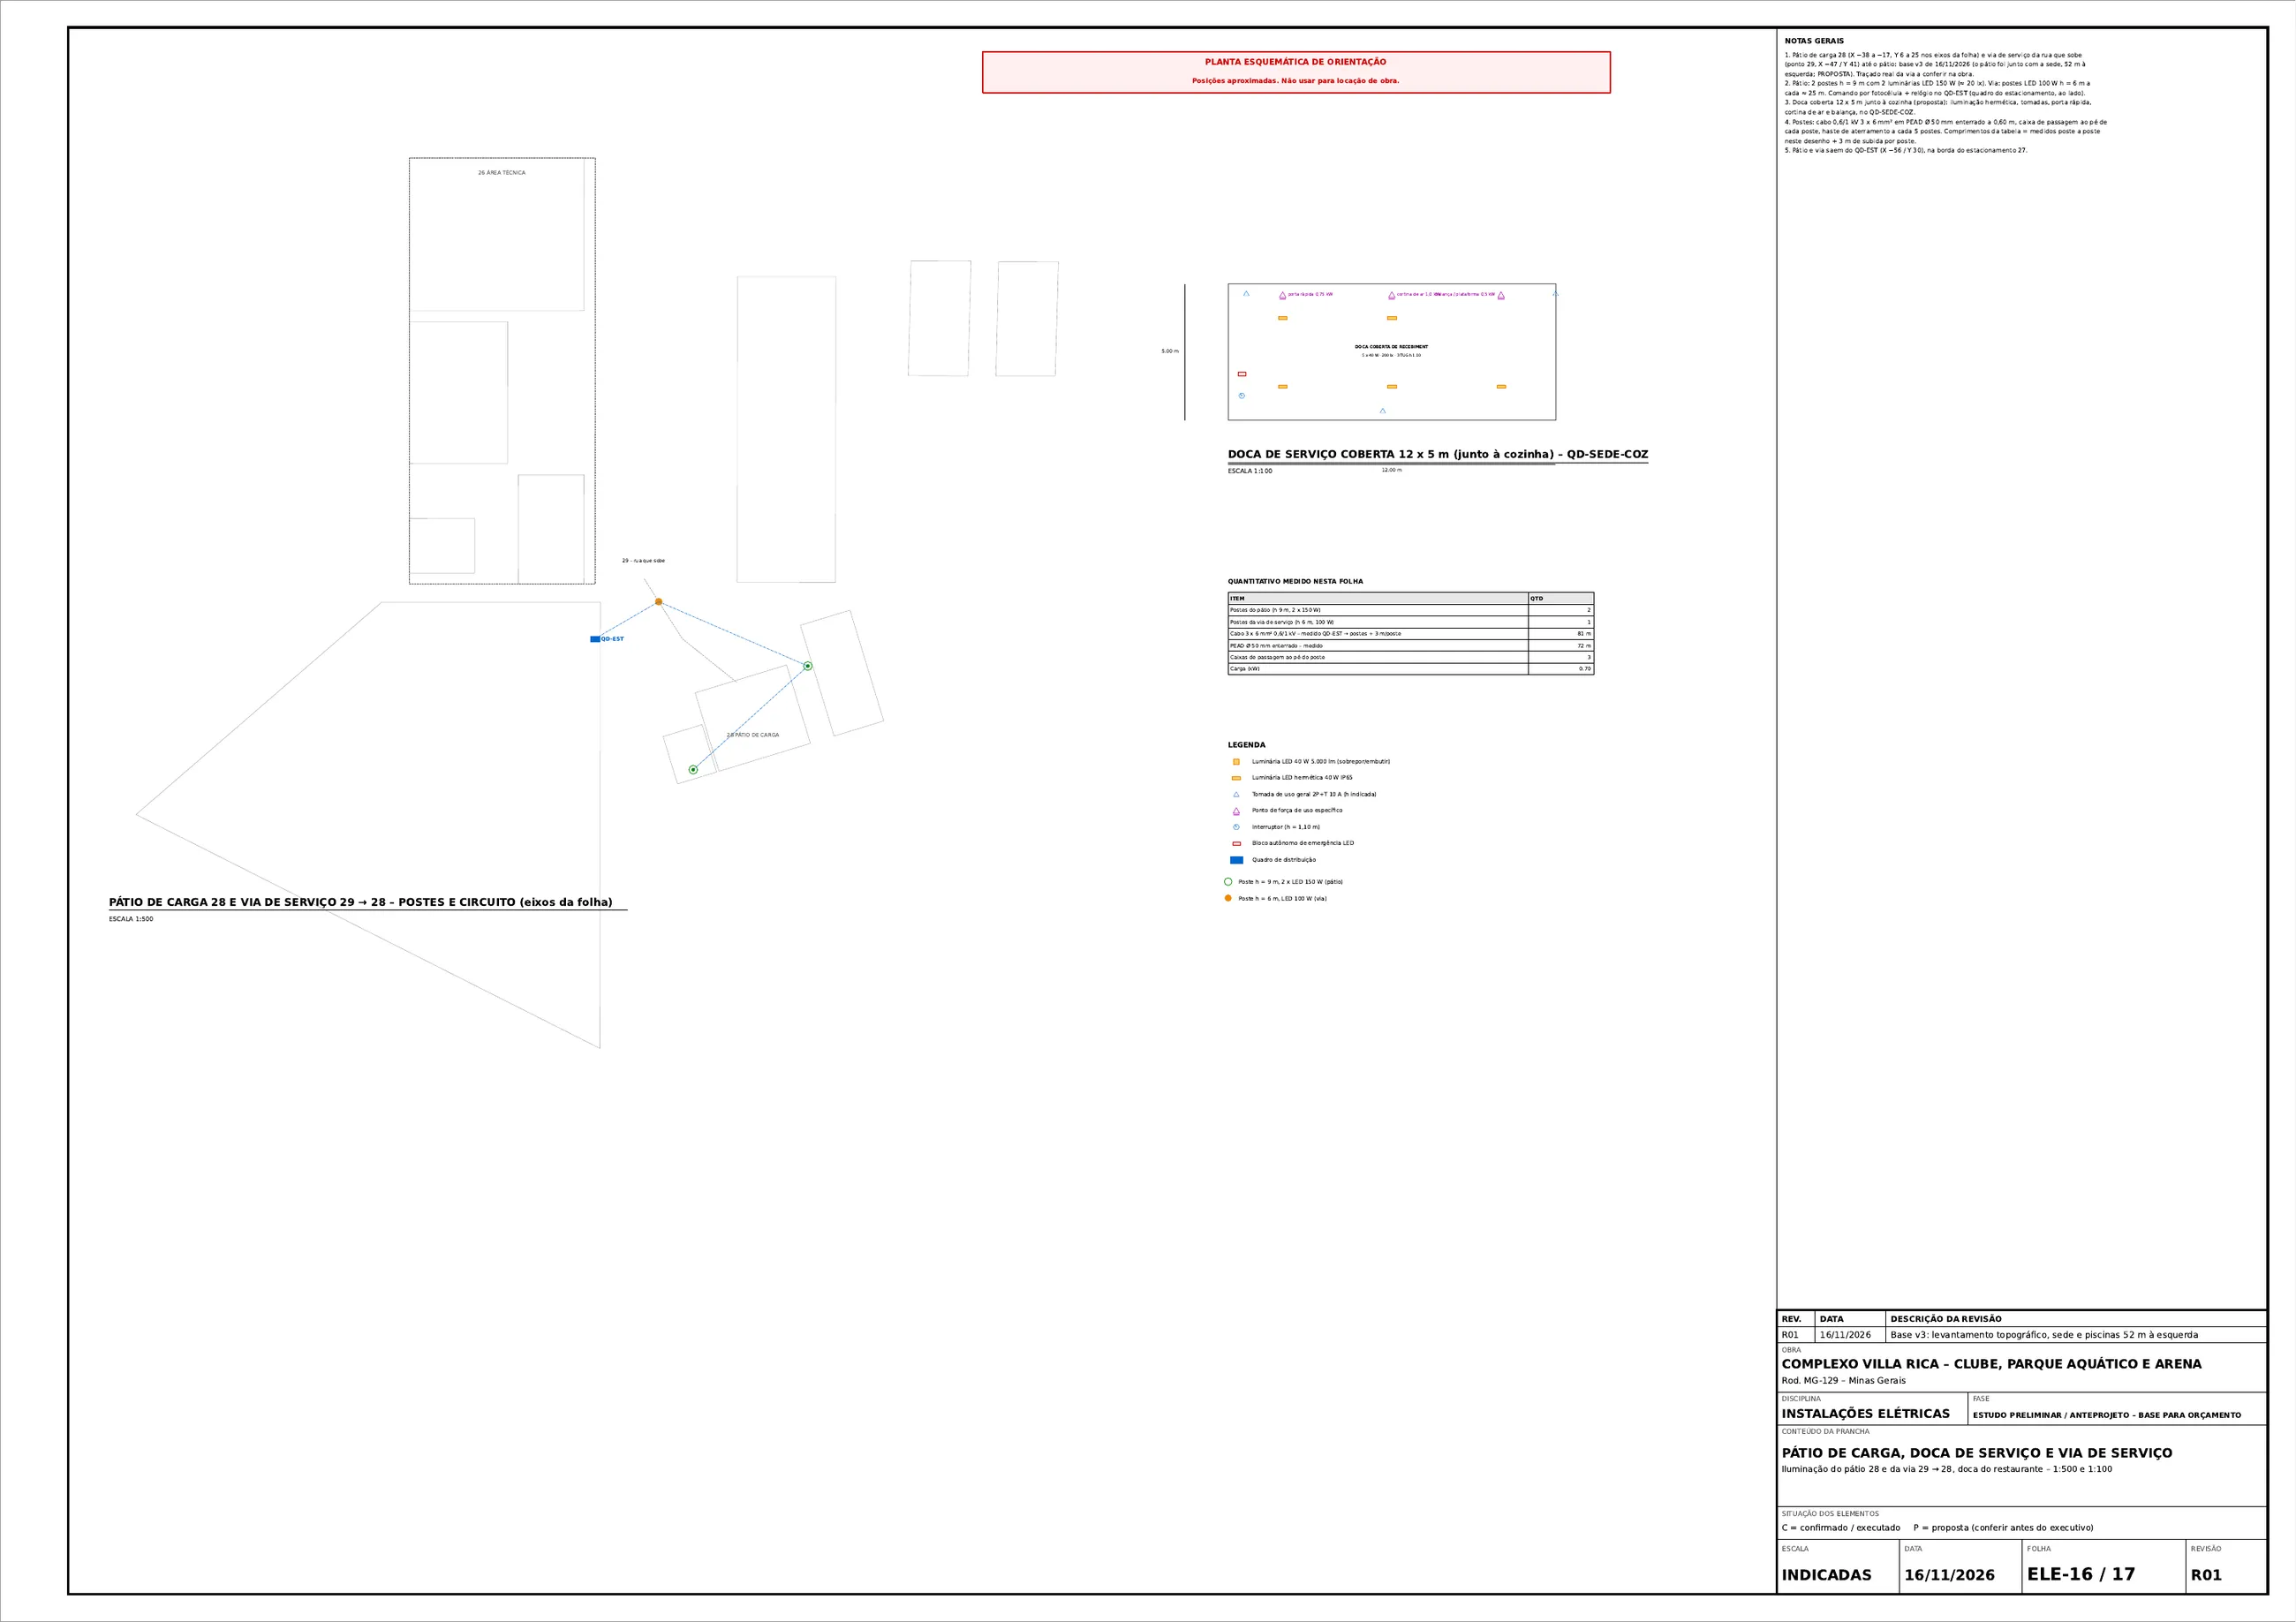 PLANTA ESQUEMÁTICA DE ORIENTAÇÃO
Posições aproximadas. Não usar para locação de obra.
NOTAS GERAIS
1. Pátio de carga 28 (X −38 a −17, Y 6 a 25 nos eixos da folha) e via de serviço da rua que sobe
(ponto 29, X −47 / Y 41) até o pátio: base v3 de 16/11/2026 (o pátio foi junto com a sede, 52 m à
esquerda; PROPOSTA). Traçado real da via a conferir na obra.
2. Pátio: 2 postes h = 9 m com 2 luminárias LED 150 W (≈ 20 lx). Via: postes LED 100 W h = 6 m a
cada ≈ 25 m. Comando por fotocélula + relógio no QD-EST (quadro do estacionamento, ao lado).
3. Doca coberta 12 x 5 m junto à cozinha (proposta): iluminação hermética, tomadas, porta rápida,
cortina de ar e balança, no QD-SEDE-COZ.
4. Postes: cabo 0,6/1 kV 3 x 6 mm² em PEAD Ø 50 mm enterrado a 0,60 m, caixa de passagem ao pé de
cada poste, haste de aterramento a cada 5 postes. Comprimentos da tabela = medidos poste a poste
neste desenho + 3 m de subida por poste.
5. Pátio e via saem do QD-EST (X −56 / Y 30), na borda do estacionamento 27.
26 ÁREA TÉCNICA
29 - rua que sobe
QD-EST
28 PÁTIO DE CARGA
PÁTIO DE CARGA 28 E VIA DE SERVIÇO 29 → 28 – POSTES E CIRCUITO (eixos da folha)
ESCALA 1:500
porta rápida 0,75 kW
cortina de ar 1,0 kW
balança / plataforma 0,5 kW
DOCA COBERTA DE RECEBIMENT
5.00 m
DOCA DE SERVIÇO COBERTA 12 x 5 m (junto à cozinha) – QD-SEDE-COZ
ESCALA 1:100
12.00 m
QUANTITATIVO MEDIDO NESTA FOLHA
ITEM QTD
Postes do pátio (h 9 m, 2 x 150 W) 2
Postes da via de serviço (h 6 m, 100 W) 1
Cabo 3 x 6 mm² 0,6/1 kV – medido QD-EST → postes + 3 m/poste 81 m
PEAD Ø 50 mm enterrado – medido 72 m
Caixas de passagem ao pé do poste 3
Carga (kW) 0.70
LEGENDA
Luminária LED 40 W 5.000 lm (sobrepor/embutir)
Luminária LED hermética 40 W IP65
Tomada de uso geral 2P+T 10 A (h indicada)
Ponto de força de uso específico
Interruptor (h = 1,10 m)
Bloco autônomo de emergência LED
Quadro de distribuição
Poste h = 9 m, 2 x LED 150 W (pátio)
Poste h = 6 m, LED 100 W (via)
REV. DATA DESCRIÇÃO DA REVISÃO
R01 16/11/2026 Base v3: levantamento topográfico, sede e piscinas 52 m à esquerda
OBRA
COMPLEXO VILLA RICA – CLUBE, PARQUE AQUÁTICO E ARENA
Rod. MG-129 – Minas Gerais
DISCIPLINA FASE
INSTALAÇÕES ELÉTRICAS ESTUDO PRELIMINAR / ANTEPROJETO – BASE PARA ORÇAMENTO
CONTEÚDO DA PRANCHA
PÁTIO DE CARGA, DOCA DE SERVIÇO E VIA DE SERVIÇO
Iluminação do pátio 28 e da via 29 → 28, doca do restaurante – 1:500 e 1:100
SITUAÇÃO DOS ELEMENTOS
C = confirmado / executado P = proposta (conferir antes do executivo)
ESCALA DATA FOLHA REVISÃO
INDICADAS 16/11/2026 ELE-16 / 17 R01